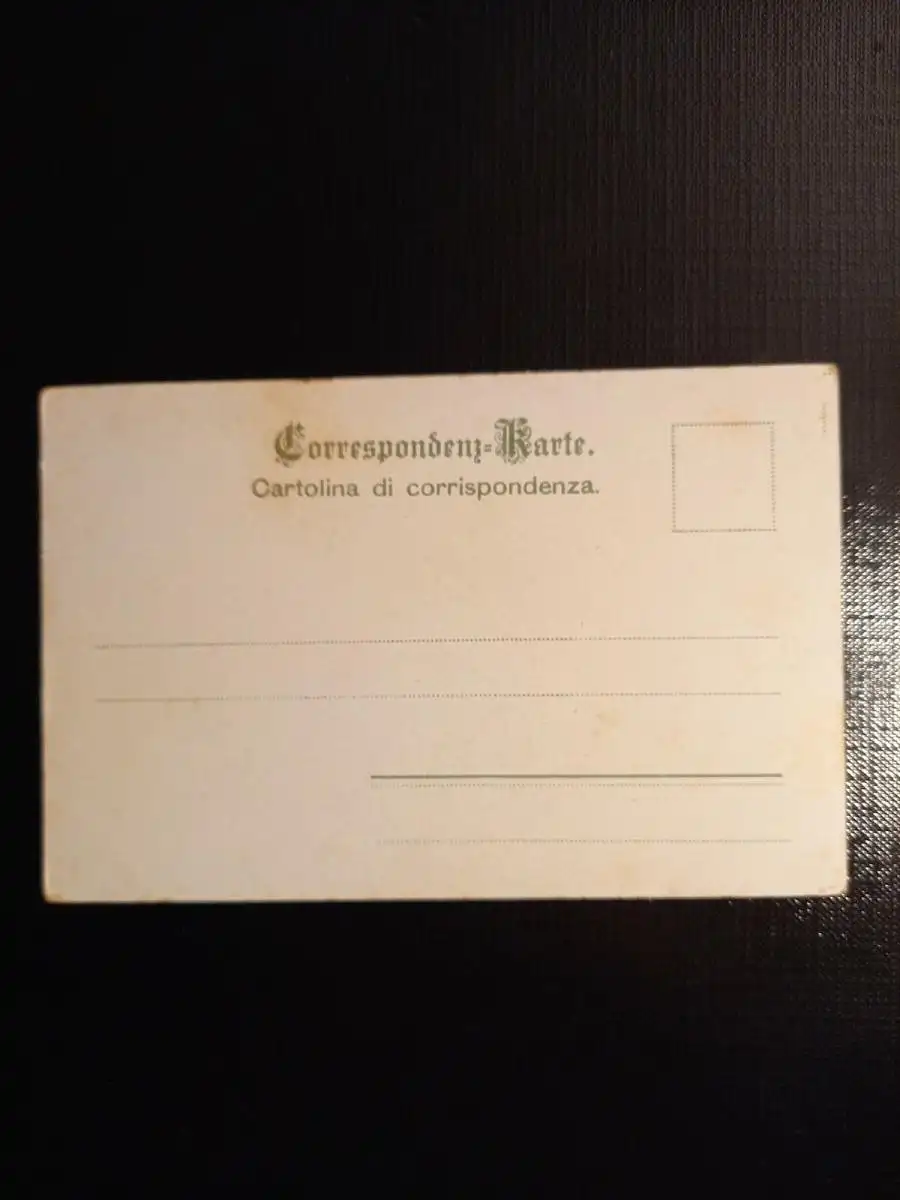 Correspondenz-Karte.
Cartolina di corrispondenza.